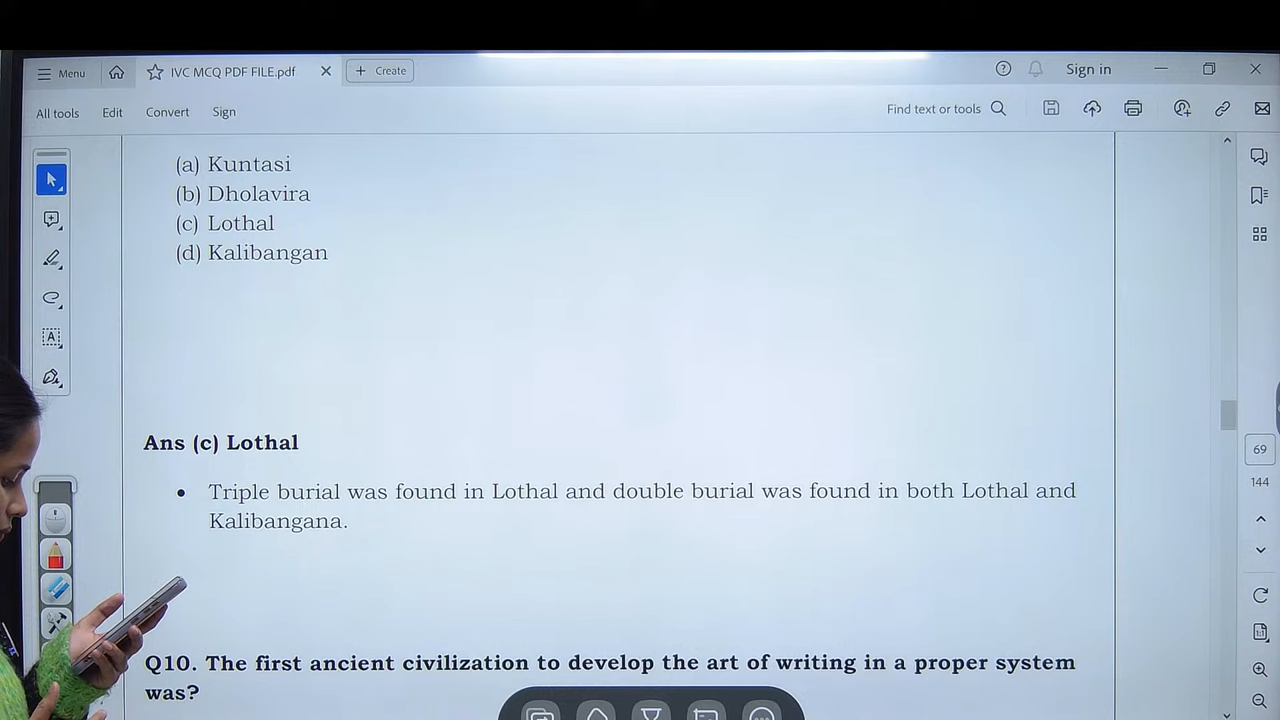 Menu
IVC MCQ PDF FILE.pdf
Create
Sign in
All tools
Edit
Convert
Sign
Find text or tools
(a) Kuntasi
(b) Dholavira
(c) Lothal
(d) Kalibangan
Ans (c) Lothal
• Triple burial was found in Lothal and double burial was found in both Lothal and
Kalibangana.
Q10. The first ancient civilization to develop the art of writing in a proper system
was?
69
144